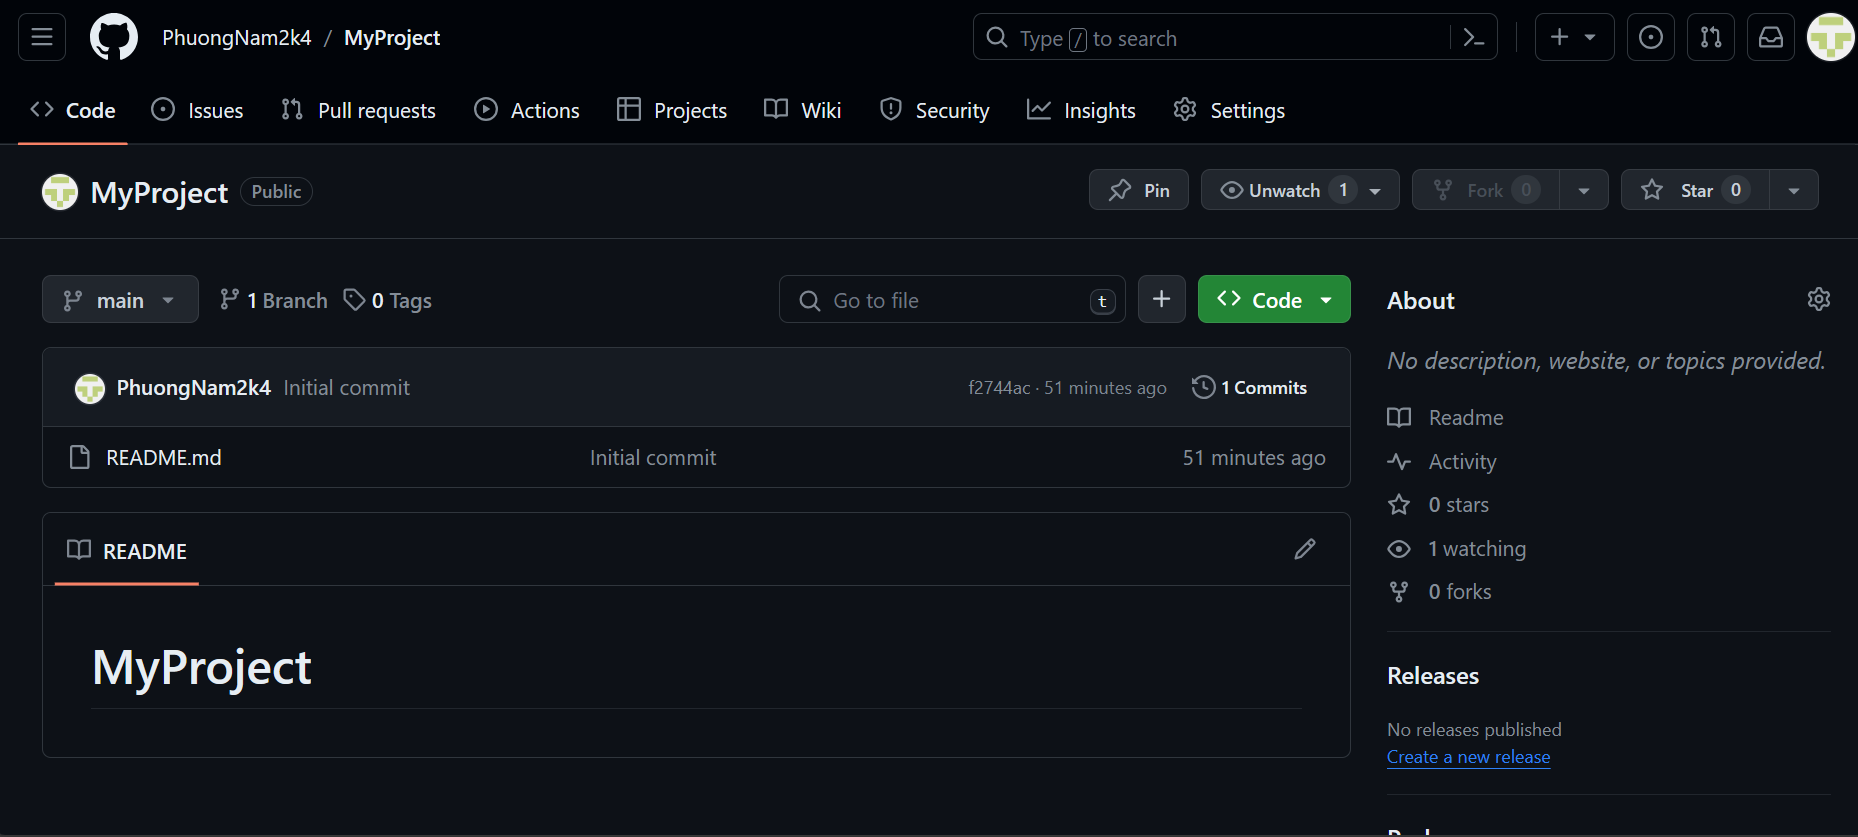 PhuongNam2k4 / MyProject
Type / to search
Code Issues Pull requests Actions Projects Wiki Security Insights Settings
MyProject Public
Pin Unwatch 1 Fork 0 Star 0
main 1 Branch 0 Tags
Go to file t
Code
PhuongNam2k4 Initial commit f2744ac · 51 minutes ago 1 Commits
README.md Initial commit 51 minutes ago
README
MyProject
About
No description, website, or topics provided.
Readme
Activity
0 stars
1 watching
0 forks
Releases
No releases published
Create a new release